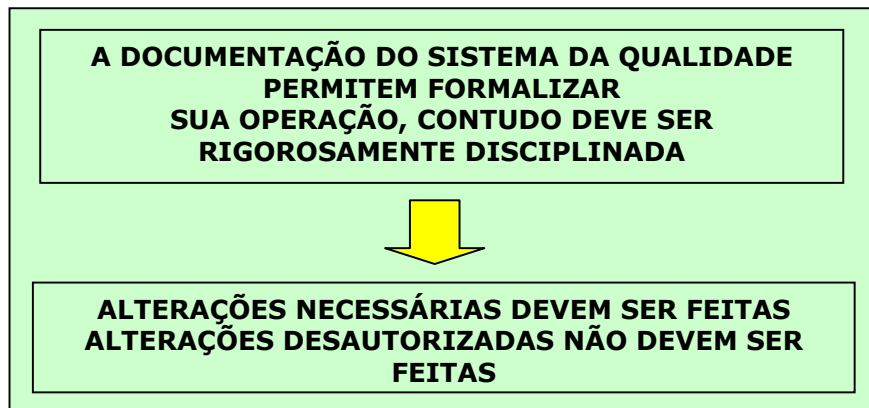 A DOCUMENTAÇÃO DO SISTEMA DA QUALIDADE
PERMITEM FORMALIZAR
SUA OPERAÇÃO, CONTUDO DEVE SER
RIGOROSAMENTE DISCIPLINADA
ALTERAÇÕES NECESSÁRIAS DEVEM SER FEITAS
ALTERAÇÕES DESAUTORIZADAS NÃO DEVEM SER
FEITAS